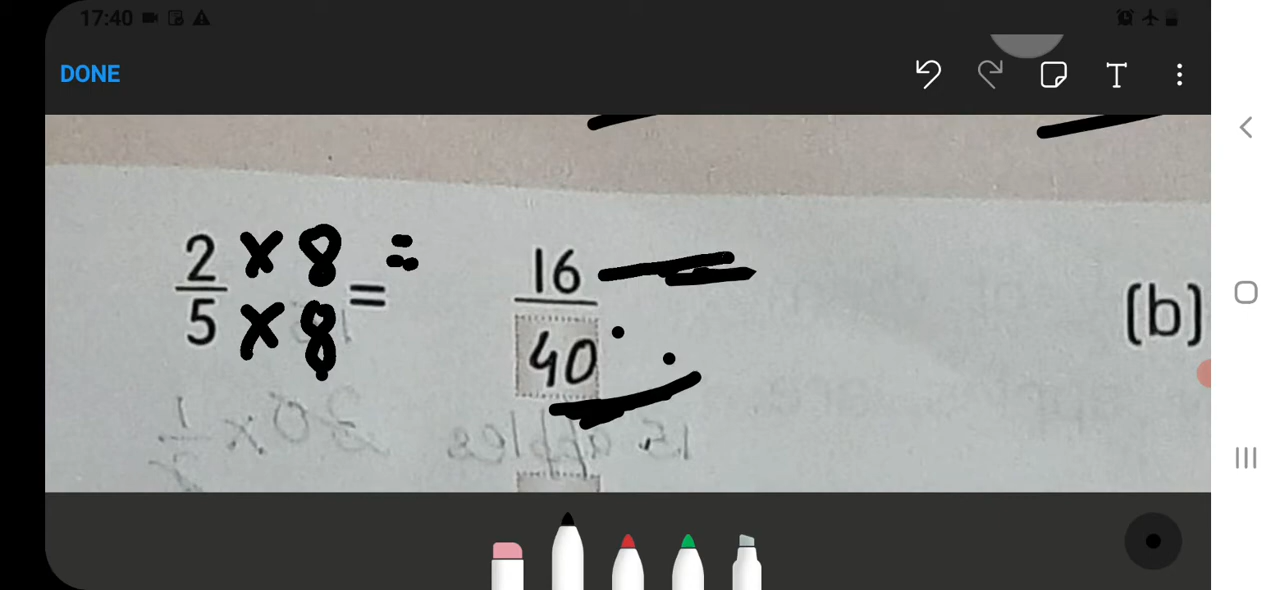 17:40
DONE
T
2 × 8 = 16
5 × 8 = 40
(b)